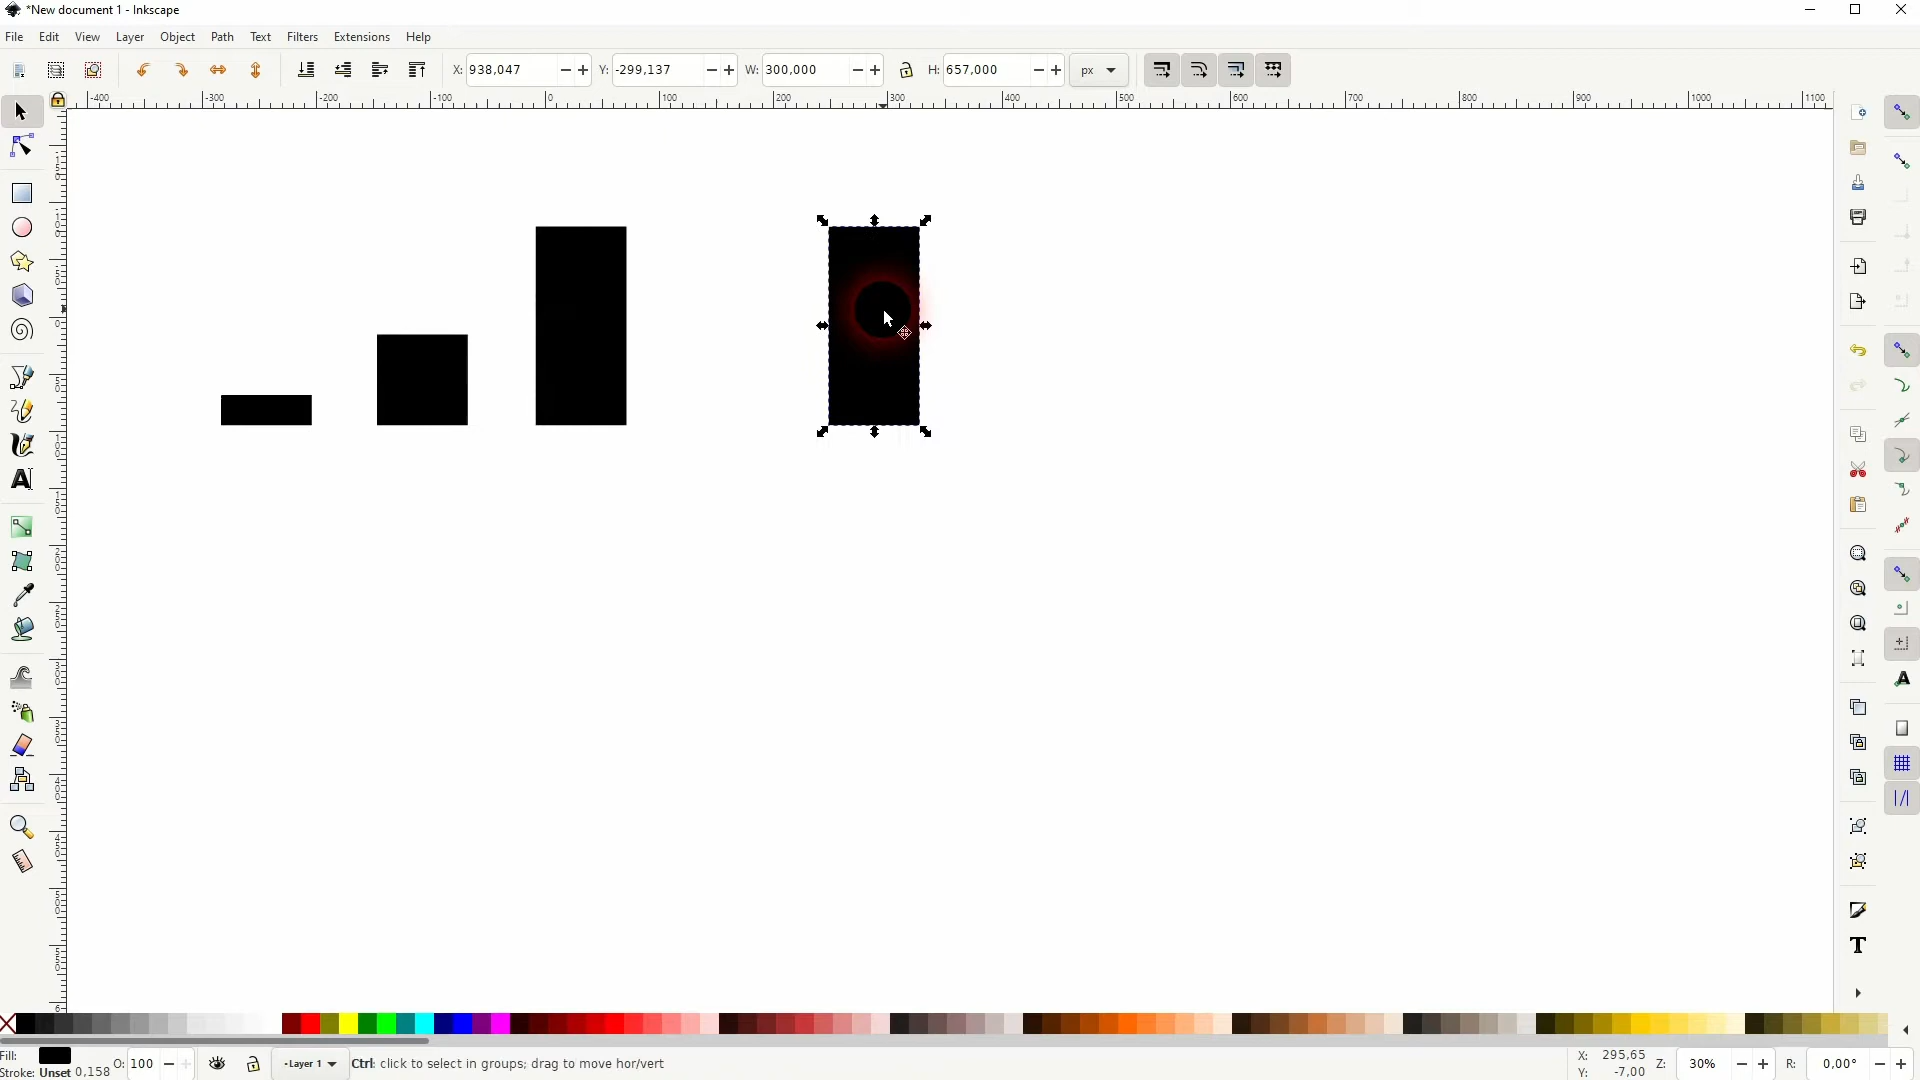 *New document 1 - Inkscape
File Edit View Layer Object Path Text Filters Extensions Help
X: 938,047 Y: -299,137 W: 300,000 H: 657,000 px
-400 -300 -200 -100 0 100 200 300 400 500 600 700 800 900 1000 1100
Fill:
Stroke: Unset 0,158 O: 100 -Layer 1 Ctrl: click to select in groups; drag to move hor/vert X: 295,65 Y: -7,00 Z: 30% R: 0,00°